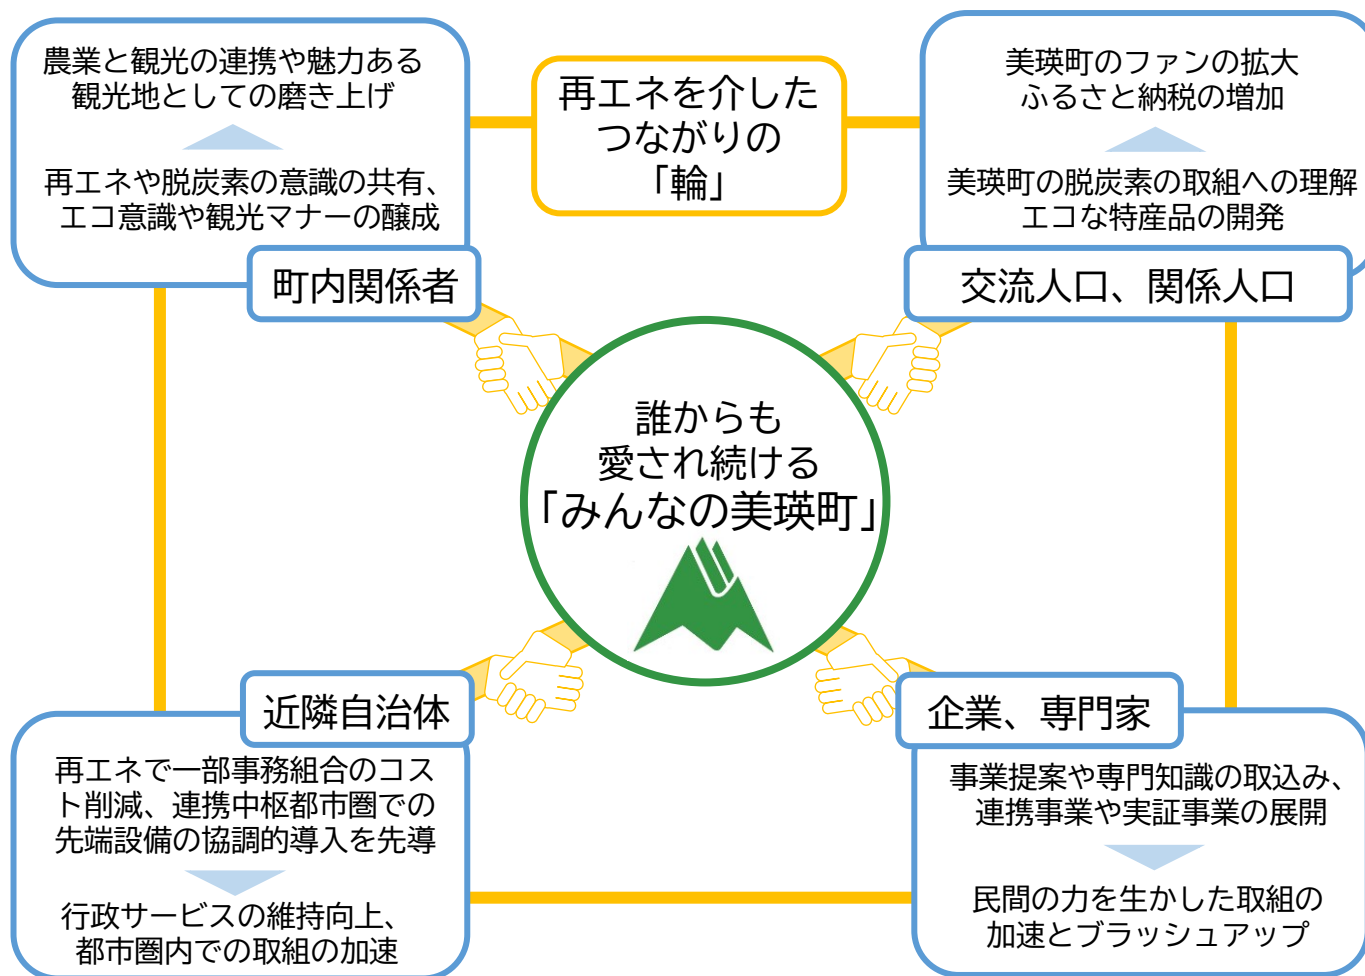 農業と観光の連携や魅力ある
観光地としての磨き上げ
再エネや脱炭素の意識の共有、
エコ意識や観光マナーの醸成
町内関係者
再エネを介した
つながりの
「輪」
美瑛町のファンの拡大
ふるさと納税の増加
美瑛町の脱炭素の取組への理解
エコな特産品の開発
交流人口、関係人口
誰からも
愛され続ける
「みんなの美瑛町」
近隣自治体
再エネで一部事務組合のコス
ト削減、連携中枢都市圏での
先端設備の協調的導入を先導
行政サービスの維持向上、
都市圏内での取組の加速
企業、専門家
事業提案や専門知識の取込み、
連携事業や実証事業の展開
民間の力を生かした取組の
加速とブラッシュアップ